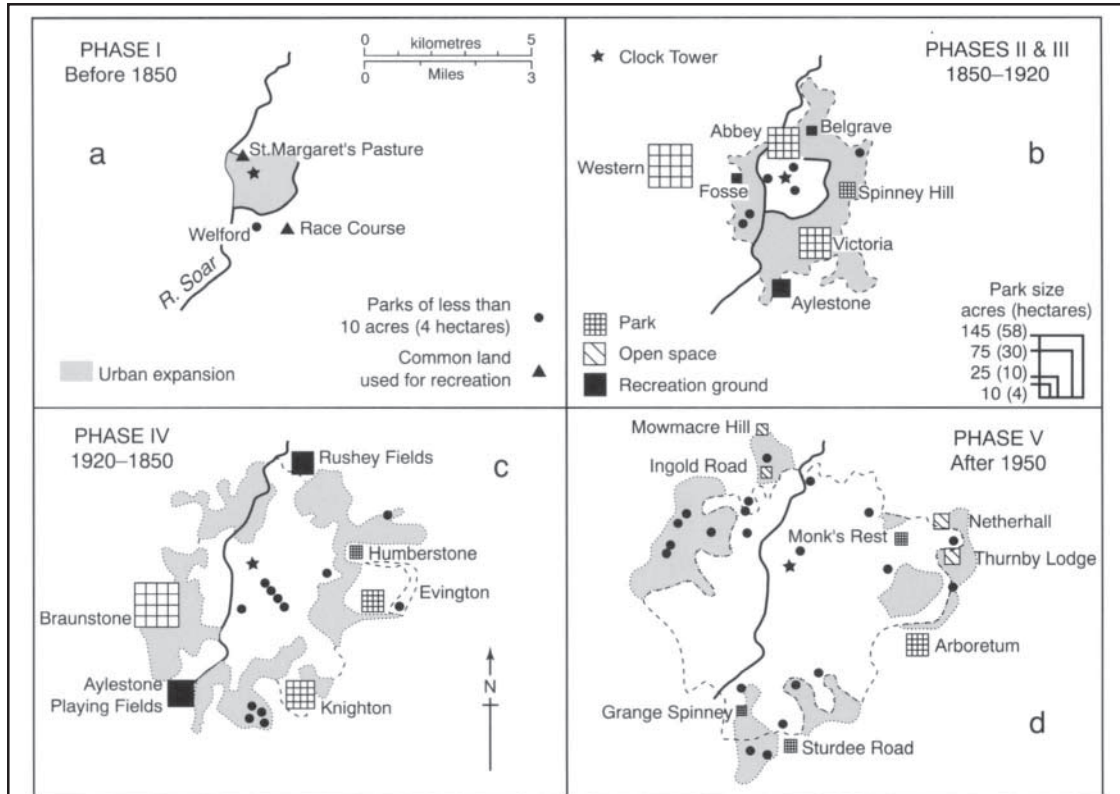 PHASE I
Before 1850
0 5
kilometres
Miles
0 3
a
St.Margaret's Pasture
Welford
Race Course
R. Soar
Parks of less than
10 acres (4 hectares)
Common land
used for recreation
Urban expansion
Clock Tower
PHASES II & III
1850–1920
b
Abbey
Belgrave
Western
Fosse
Spinney Hill
Victoria
Aylestone
Park
Open space
Recreation ground
Park size
acres (hectares)
145 (58)
75 (30)
25 (10)
10 (4)
PHASE IV
1920–1850
c
Rushey Fields
Humberstone
Evington
Braunstone
Aylestone
Playing Fields
Knighton
N
Mowmacre Hill
PHASE V
After 1950
Ingold Road
Netherhall
Monk's Rest
Thurnby Lodge
Arboretum
Grange Spinney
Sturdee Road
d